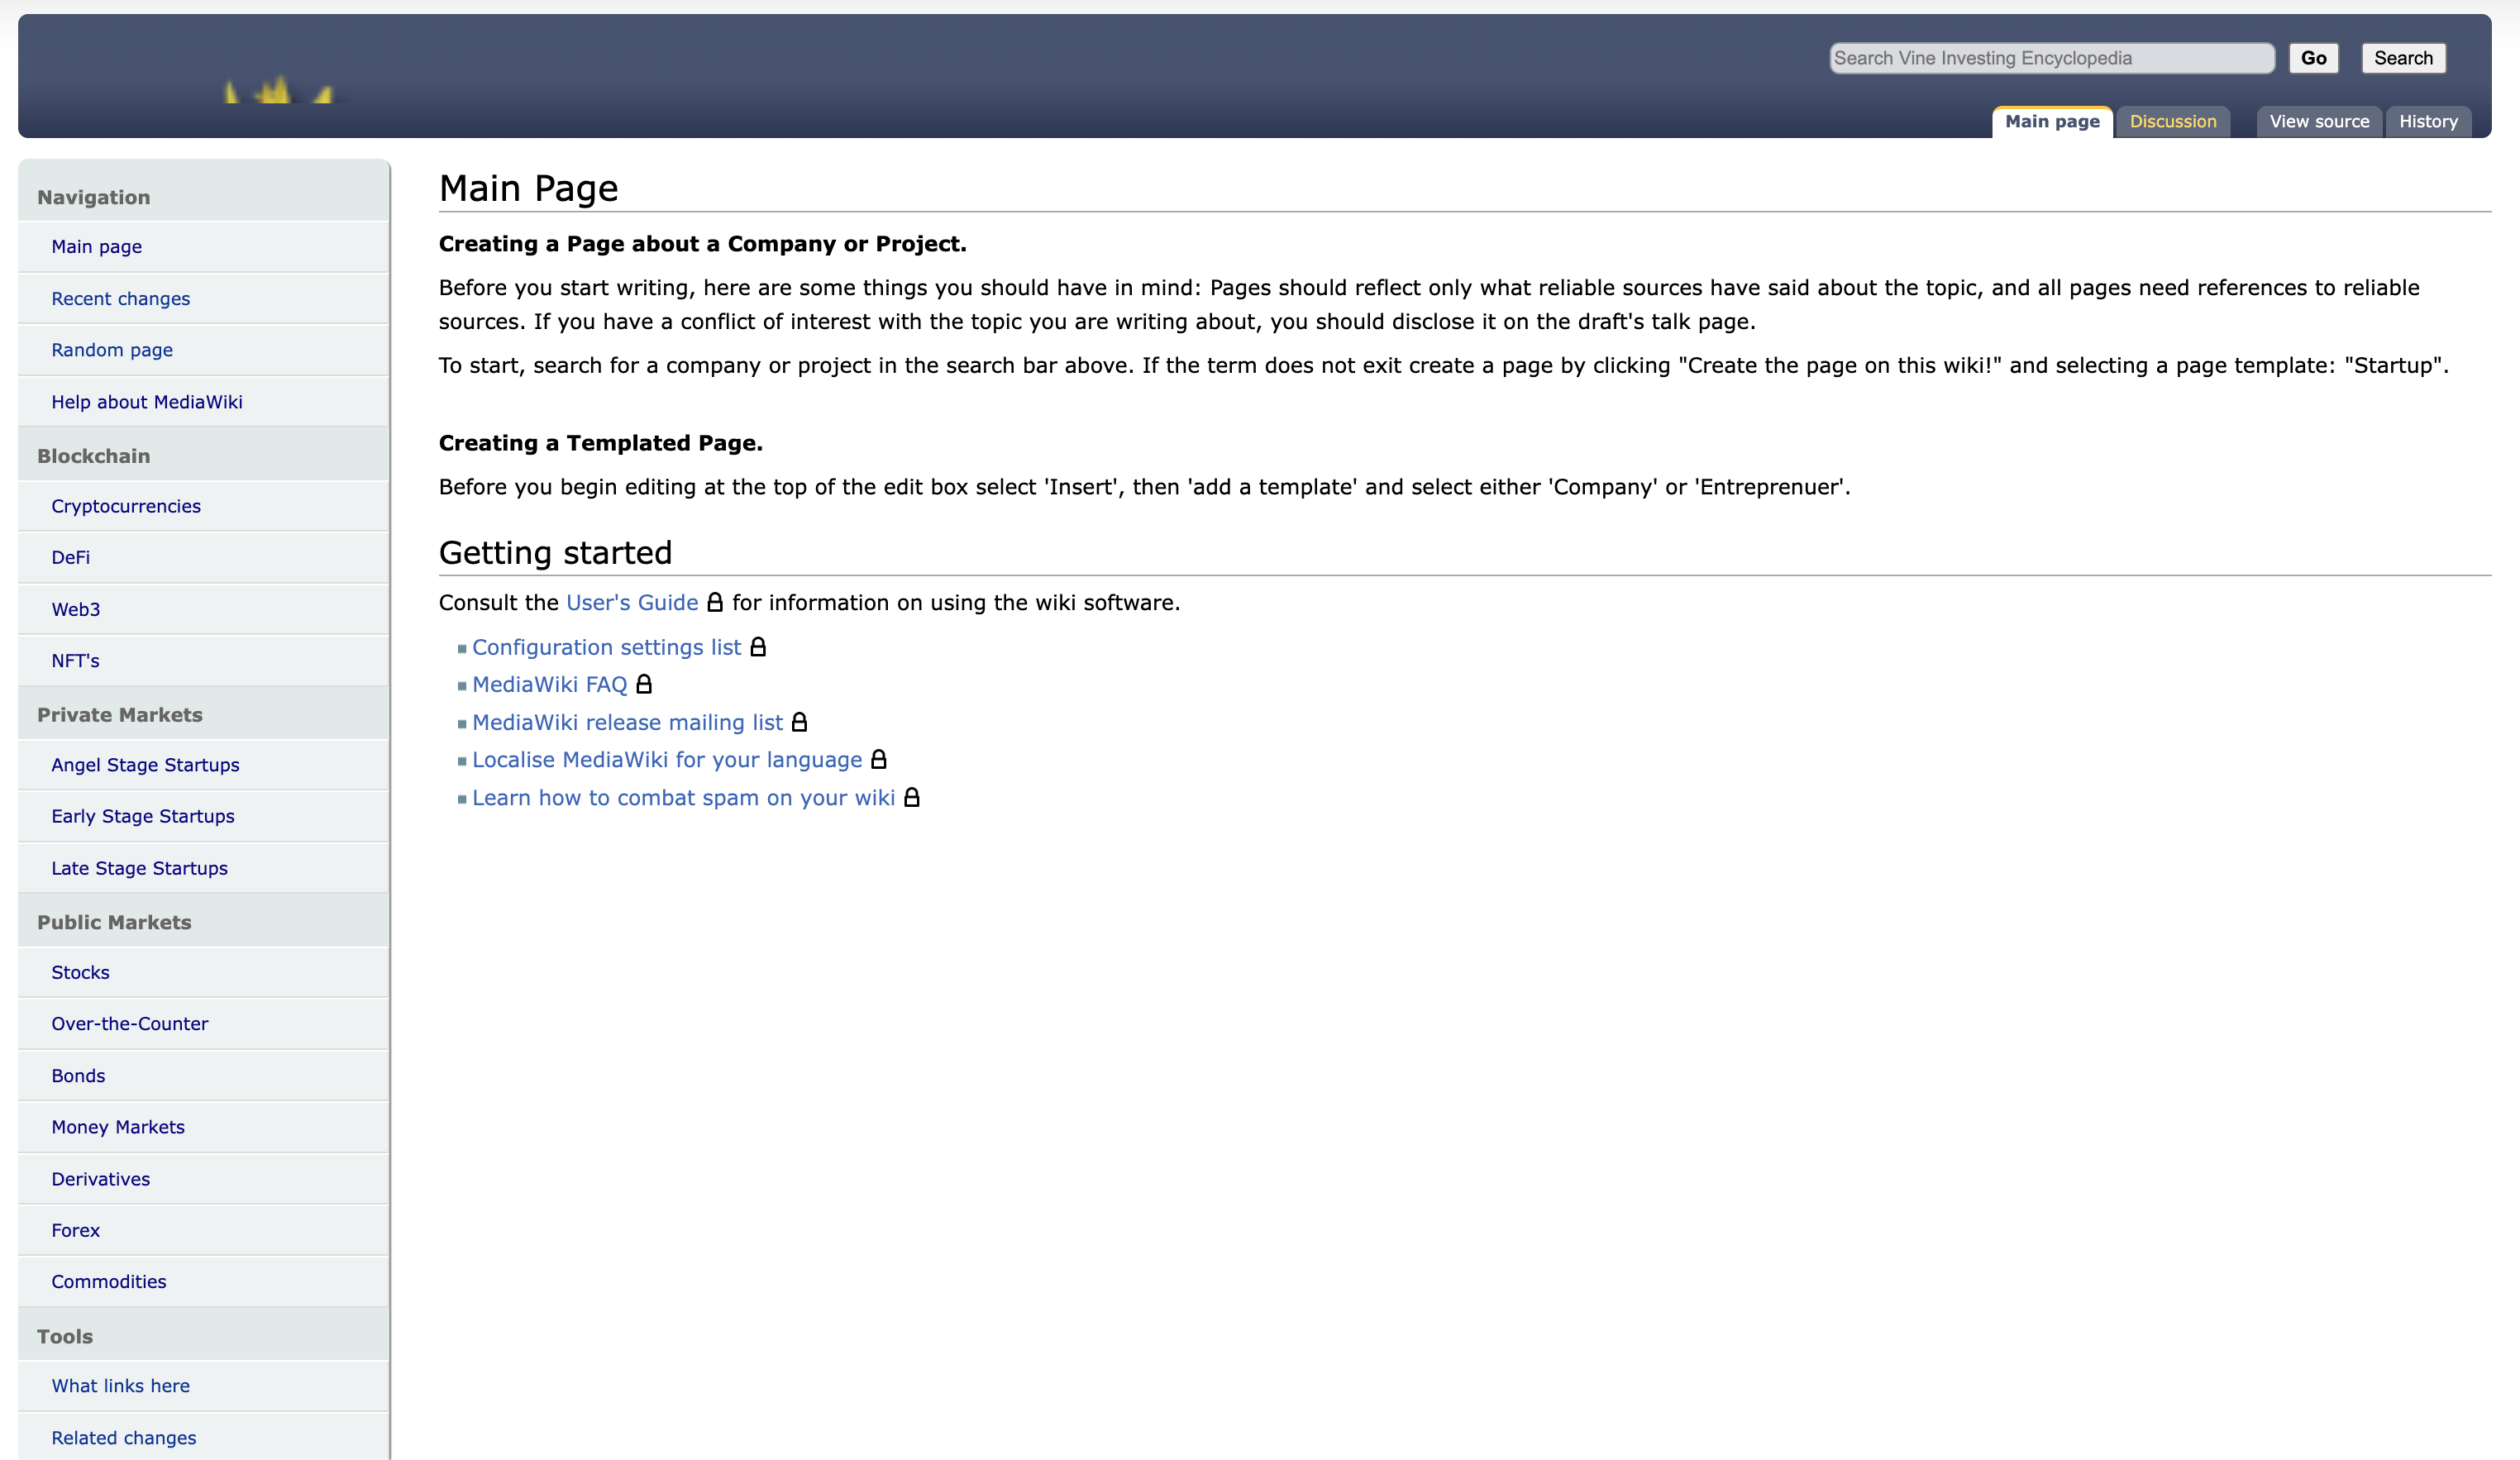 Search Vine Investing Encyclopedia
Go
Search
Main page
Discussion
View source
History
Navigation
Main page
Recent changes
Random page
Help about MediaWiki
Blockchain
Cryptocurrencies
DeFi
Web3
NFT's
Private Markets
Angel Stage Startups
Early Stage Startups
Late Stage Startups
Public Markets
Stocks
Over-the-Counter
Bonds
Money Markets
Derivatives
Forex
Commodities
Tools
What links here
Related changes
Main Page
Creating a Page about a Company or Project.
Before you start writing, here are some things you should have in mind: Pages should reflect only what reliable sources have said about the topic, and all pages need references to reliable
sources. If you have a conflict of interest with the topic you are writing about, you should disclose it on the draft's talk page.
To start, search for a company or project in the search bar above. If the term does not exit create a page by clicking "Create the page on this wiki!" and selecting a page template: "Startup".
Creating a Templated Page.
Before you begin editing at the top of the edit box select 'Insert', then 'add a template' and select either 'Company' or 'Entreprenuer'.
Getting started
Consult the User's Guide for information on using the wiki software.
Configuration settings list
MediaWiki FAQ
MediaWiki release mailing list
Localise MediaWiki for your language
Learn how to combat spam on your wiki